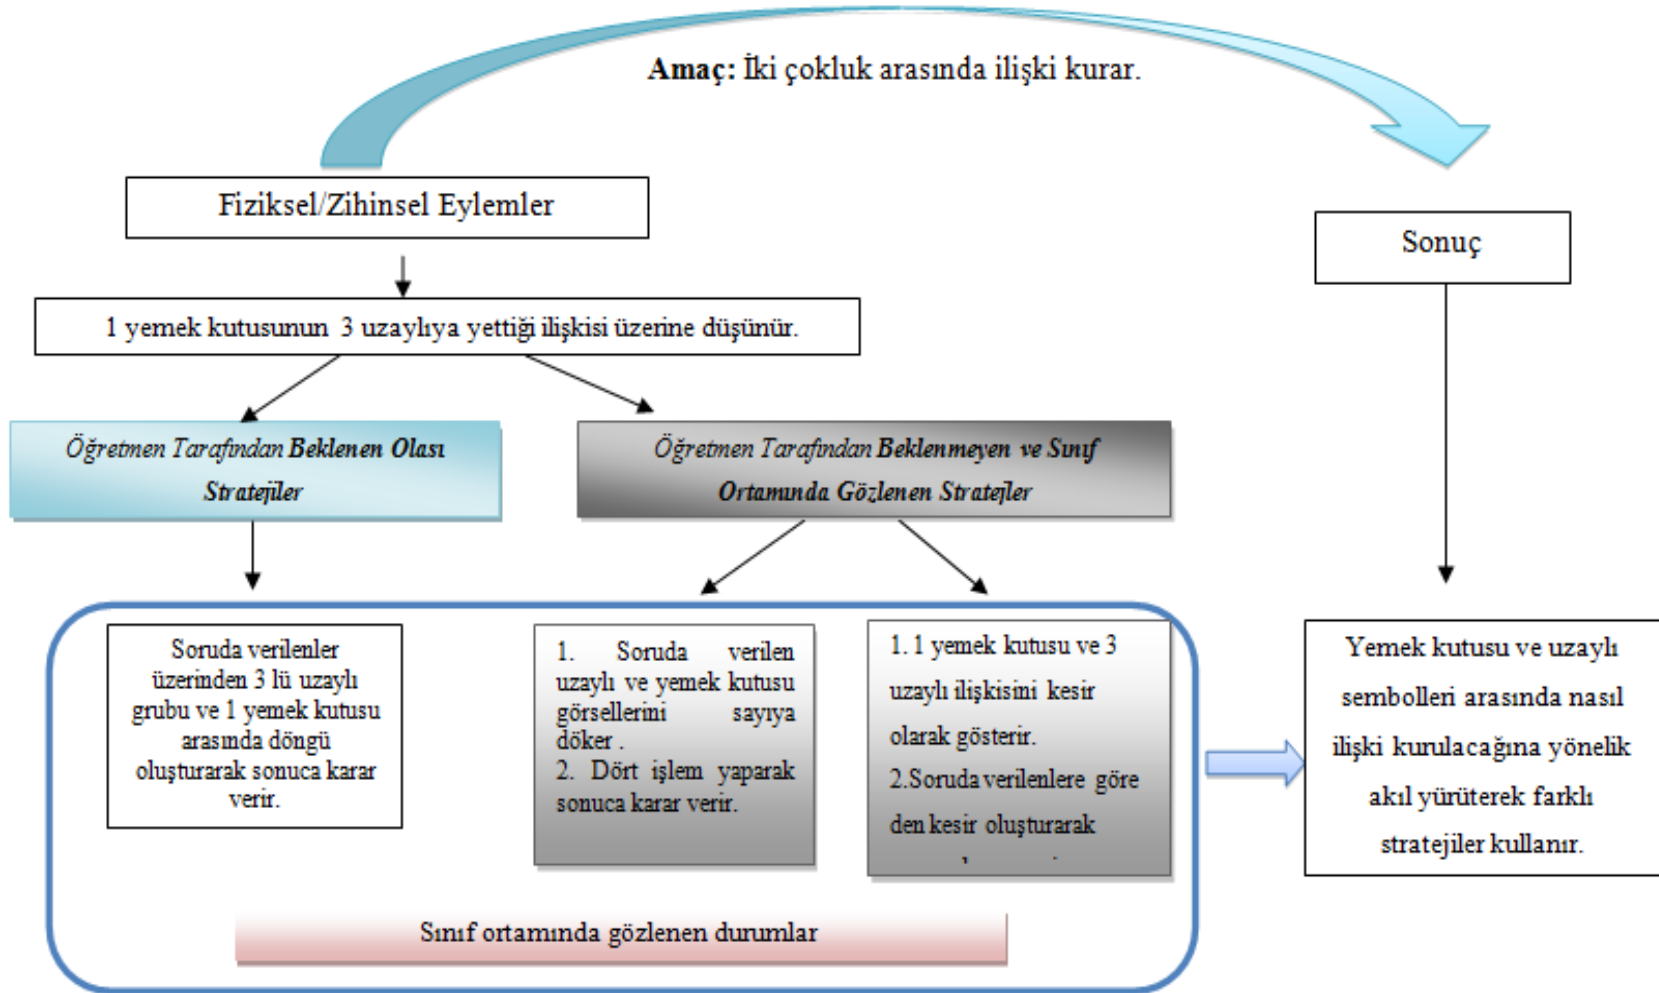 Amaç: İki çokluk arasında ilişki kurar.
Fiziksel/Zihinsel Eylemler
Sonuç
1 yemek kutusunun 3 uzaylıya yettiği ilişkisi üzerine düşünür.
Öğretmen Tarafından Beklenen Olası
Stratejiler
Öğretmen Tarafından Beklenmeyen ve Sınıf
Ortamında Gözlenen Stratejler
Soruda verilenler
üzerinden 3 lü uzaylı
grubu ve 1 yemek kutusu
arasında döngü
oluşturarak sonuca karar
verir.
1. Soruda verilen
uzaylı ve yemek kutusu
görsellerini sayıya
döker .
2. Dört işlem yaparak
sonuca karar verir.
1. 1 yemek kutusu ve 3
uzaylı ilişkisini kesir
olarak gösterir.
2.Soruda verilenlere göre
den kesir oluşturarak
Yemek kutusu ve uzaylı
sembolleri arasında nasıl
ilişki kurulacağına yönelik
akıl yürüterek farklı
stratejiler kullanır.
Sınıf ortamında gözlenen durumlar